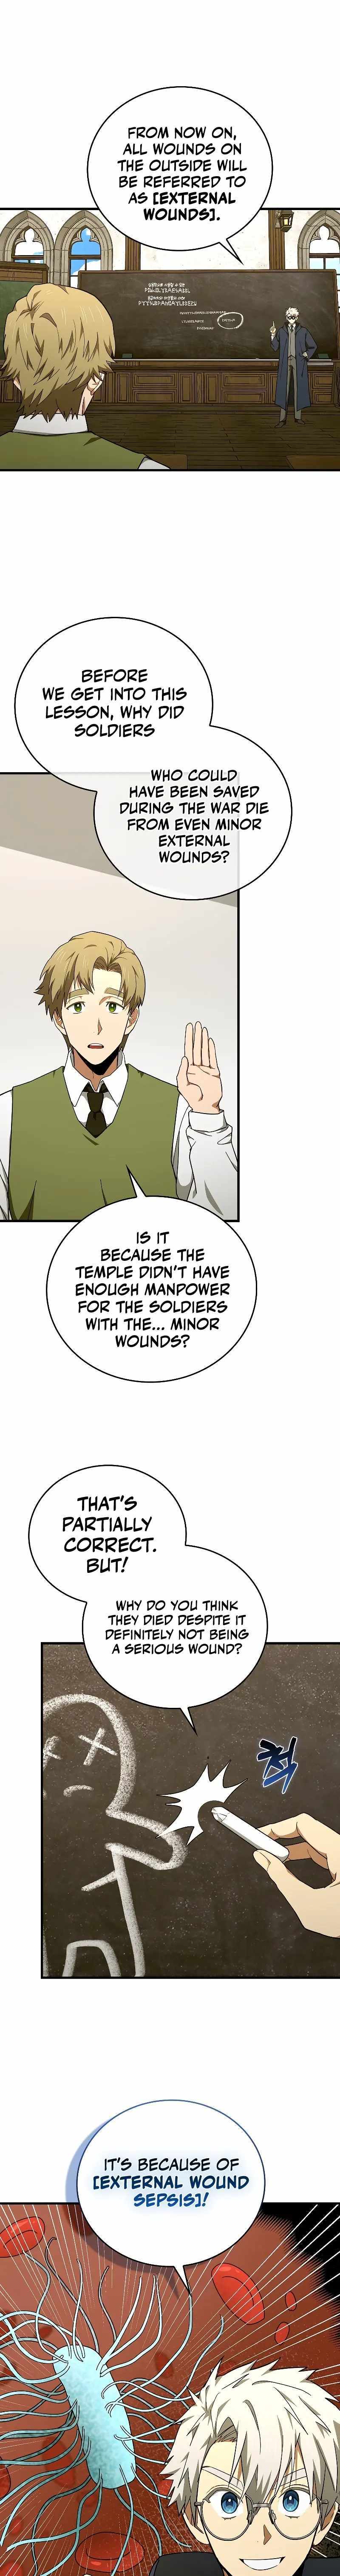 FROM NOW ON,
ALL WOUNDS ON
THE OUTSIDE WILL
BE REFERRED TO
AS [EXTERNAL
WOUNDS].
BEFORE
WE GET INTO THIS
LESSON, WHY DID
SOLDIERS
WHO COULD
HAVE BEEN SAVED
DURING THE WAR DIE
FROM EVEN MINOR
EXTERNAL
WOUNDS?
IS IT
BECAUSE THE
TEMPLE DIDN'T HAVE
ENOUGH MANPOWER
FOR THE SOLDIERS
WITH THE... MINOR
WOUNDS?
THAT'S
PARTIALLY
CORRECT.
BUT!
WHY DO YOU THINK
THEY DIED DESPITE IT
DEFINITELY NOT BEING
A SERIOUS WOUND?
척
IT'S BECAUSE OF
[EXTERNAL WOUND
SEPSIS]!